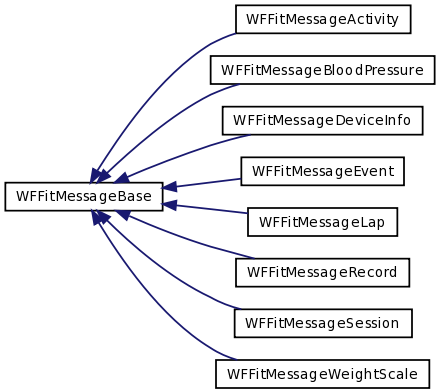 WFFitMessageActivity
WFFitMessageBloodPressure
WFFitMessageDeviceInfo
WFFitMessageEvent
WFFitMessageBase
WFFitMessageLap
WFFitMessageRecord
WFFitMessageSession
WFFitMessageWeightScale